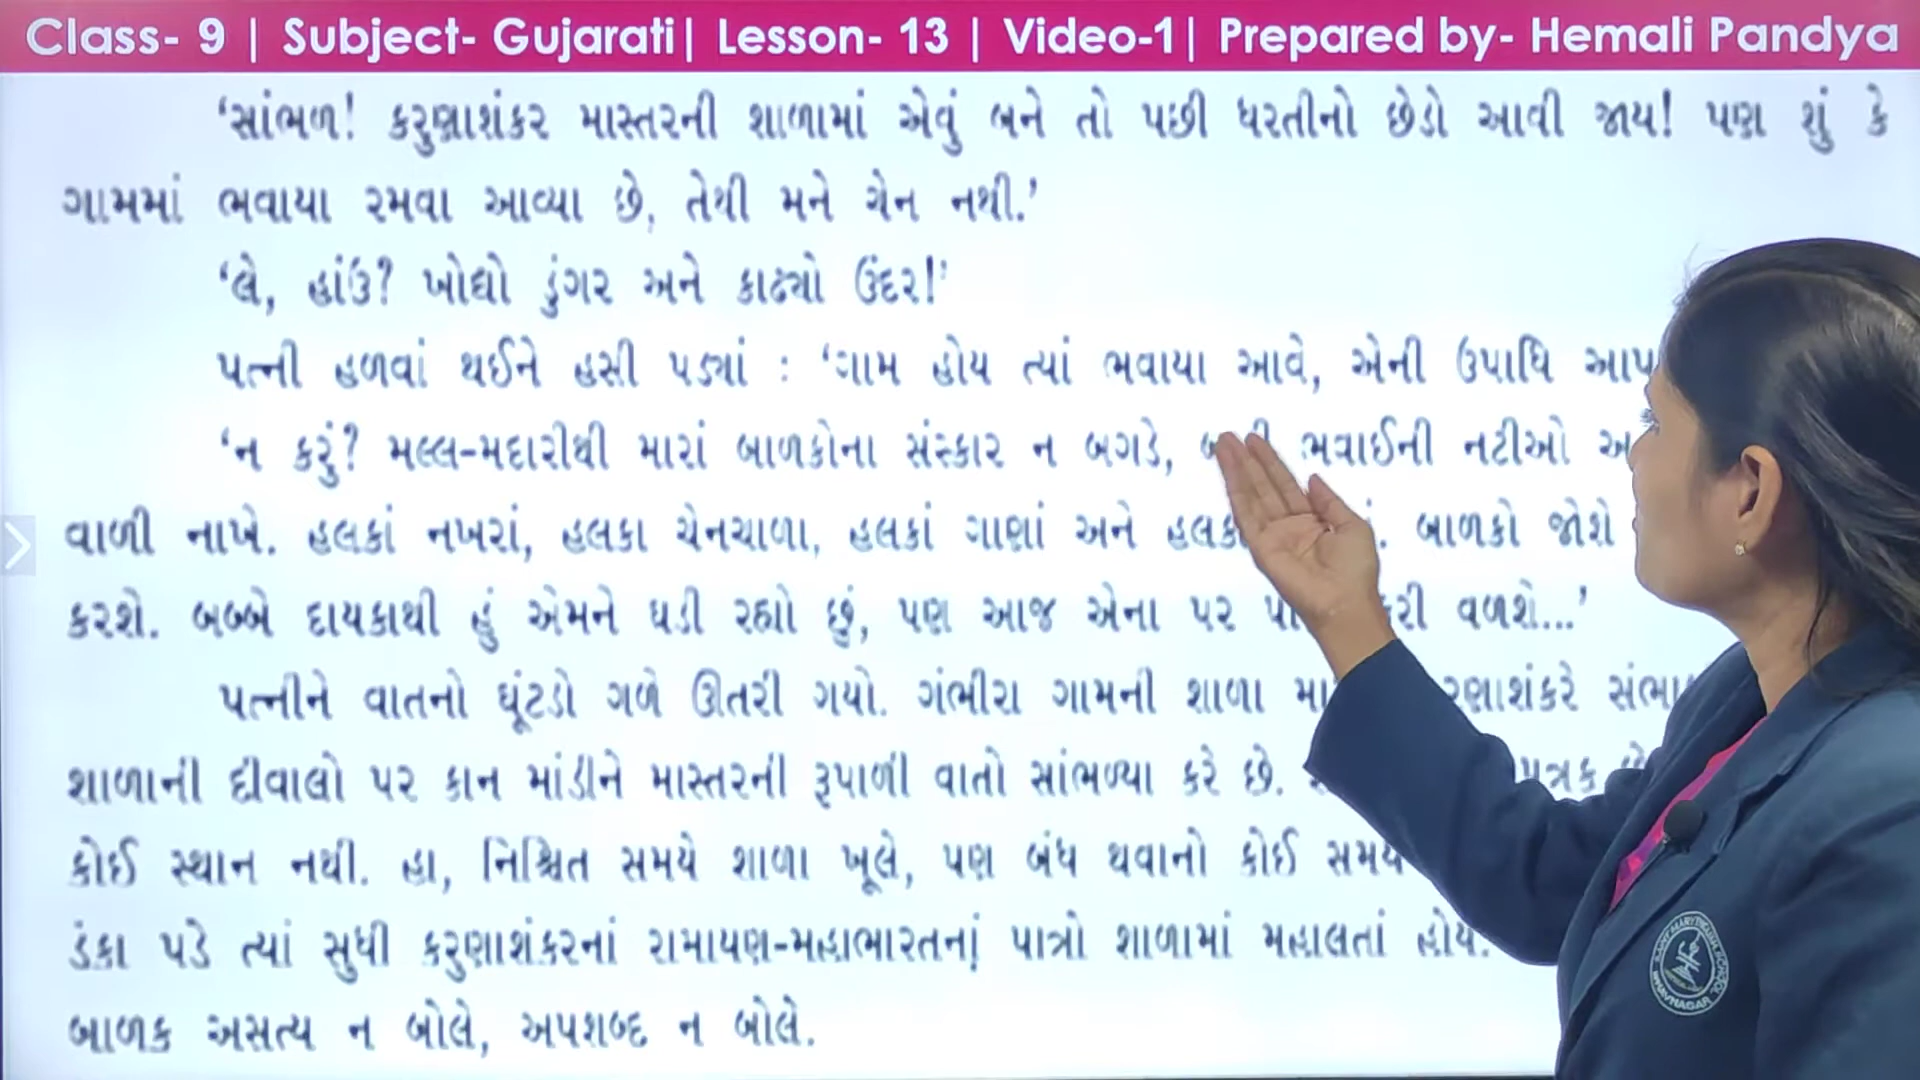 Class- 9 | Subject- Gujarati| Lesson- 13 | Video-1| Prepared by- Hemali Pandya
‘સાંભળ! કરુણાશંકર માસ્તરની શાળામાં એવું બને તો પછી ધરતીનો છેડો આવી જાય! પણ શું કે
ગામમાં ભવાયા રમવા આવ્યા છે, તેથી મને ચેન નથી.’
‘લે, હાંઉ? ખોદ્યો ડુંગર અને કાઢ્યો ઉંદર!’
પત્ની હળવાં થઈને હસી પડ્યાં : ‘ગામ હોય ત્યાં ભવાયા આવે, એની ઉપાધિ
‘ન કરું? મલ્લ-મદારીથી મારાં બાળકોના સંસ્કાર ન બગડે, ભવાઈની નટીઓ
વાળી નાખે. હલકાં નખરાં, હલકા ચેનચાળા, હલકાં ગાણાં અને બાળકો જોશે
કરશે. બબ્બે દાયકાથી હું એમને ઘડી રહ્યો છું, પણ આજ એના પર વળશે...’
પત્નીને વાતનો ઘૂંટડો ગળે ઊતરી ગયો. ગંભીરા ગામની શાળા
શાળાની દીવાલો પર કાન માંડીને માસ્તરની રૂપાળી વાતો સાંભળ્યા કરે છે.
કોઈ સ્થાન નથી. હા, નિશ્ચિત સમયે શાળા ખૂલે, પણ બંધ થવાનો કોઈ
ડંકા પડે ત્યાં સુધી કરુણાશંકરનાં રામાયણ-મહાભારતનાં પાત્રો શાળામાં મહાલતાં હોય.
બાળક અસત્ય ન બોલે, અપશબ્દ ન બોલે.
BHAVNAGAR